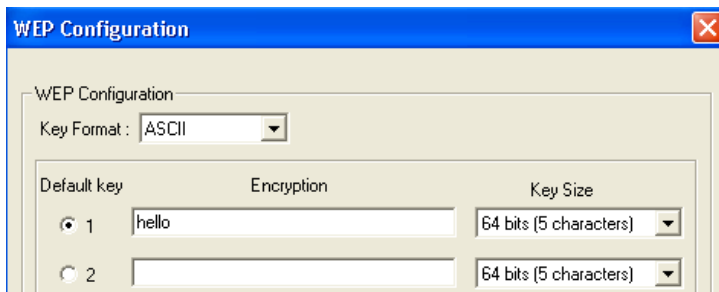 WEP Configuration
WEP Configuration
Key Format : ASCII
Default key Encryption Key Size
1 hello 64 bits (5 characters)
2 64 bits (5 characters)